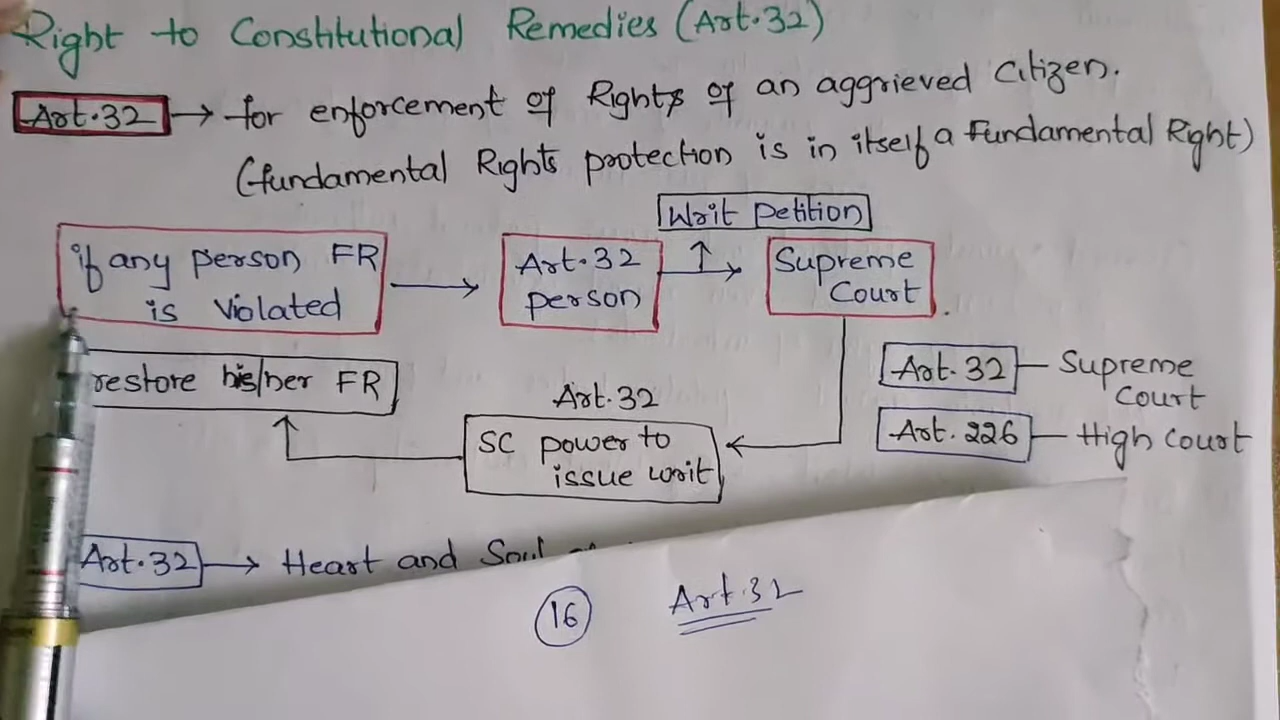 Right to Constitutional Remedies (Art.32)
Art.32 → for enforcement of Rights of an aggrieved Citizen.
(fundamental Rights protection is in itself a Fundamental Right)
Writ Petition
if any person FR
is violated
Art.32
person
Supreme
Court
restore his/her FR
Art.32
SC power to
issue writ
Art. 32 — Supreme
Court
Art. 226 — High Court
Art.32 → Heart and Soul
16 Art.32